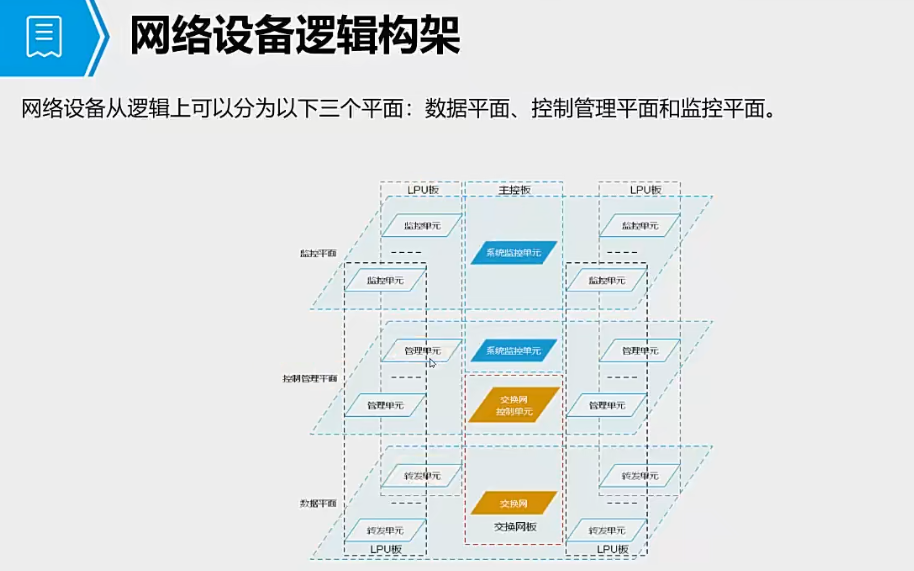 网络设备逻辑构架
网络设备从逻辑上可以分为以下三个平面：数据平面、控制管理平面和监控平面。
LPU板
主控板
LPU板
监控单元
监控单元
监控平面
系统监控单元
监控单元
监控单元
管理单元
系统监控单元
管理单元
控制管理平面
管理单元
交换网
控制单元
管理单元
转发单元
转发单元
数据平面
交换网
转发单元
交换网板
转发单元
LPU板
LPU板